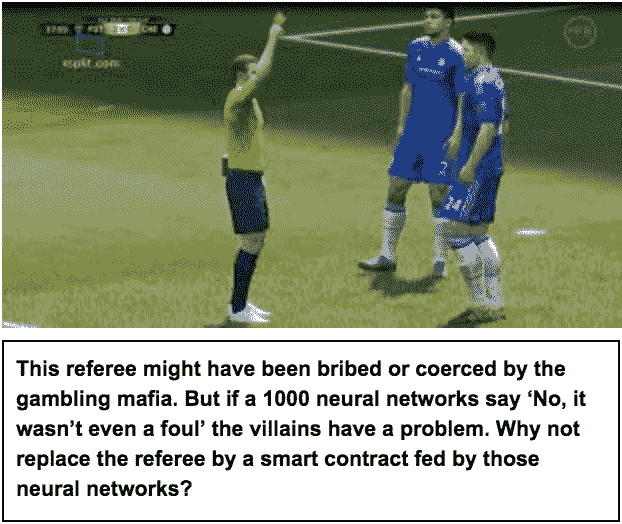 espkt.com
This referee might have been bribed or coerced by the
gambling mafia. But if a 1000 neural networks say ‘No, it
wasn’t even a foul’ the villains have a problem. Why not
replace the referee by a smart contract fed by those
neural networks?